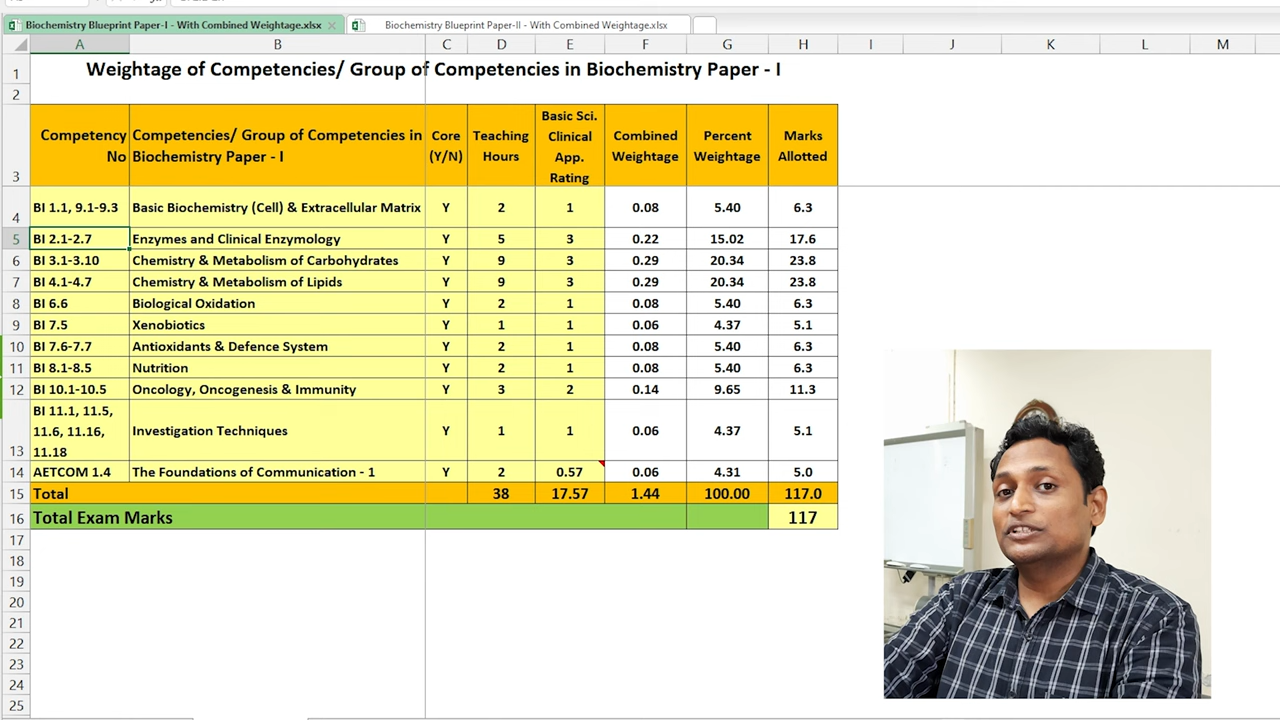 Biochemistry Blueprint Paper-I - With Combined Weightage.xlsx Biochemistry Blueprint Paper-II - With Combined Weightage.xlsx
A B C D E F G H I J K L M
1 Weightage of Competencies/ Group of Competencies in Biochemistry Paper - I
2
3 Competency No Competencies/ Group of Competencies in Biochemistry Paper - I Core (Y/N) Teaching Hours Basic Sci. Clinical App. Rating Combined Weightage Percent Weightage Marks Allotted
4 BI 1.1, 9.1-9.3 Basic Biochemistry (Cell) & Extracellular Matrix Y 2 1 0.08 5.40 6.3
5 BI 2.1-2.7 Enzymes and Clinical Enzymology Y 5 3 0.22 15.02 17.6
6 BI 3.1-3.10 Chemistry & Metabolism of Carbohydrates Y 9 3 0.29 20.34 23.8
7 BI 4.1-4.7 Chemistry & Metabolism of Lipids Y 9 3 0.29 20.34 23.8
8 BI 6.6 Biological Oxidation Y 2 1 0.08 5.40 6.3
9 BI 7.5 Xenobiotics Y 1 1 0.06 4.37 5.1
10 BI 7.6-7.7 Antioxidants & Defence System Y 2 1 0.08 5.40 6.3
11 BI 8.1-8.5 Nutrition Y 2 1 0.08 5.40 6.3
12 BI 10.1-10.5 Oncology, Oncogenesis & Immunity Y 3 2 0.14 9.65 11.3
13 BI 11.1, 11.5, 11.6, 11.16, 11.18 Investigation Techniques Y 1 1 0.06 4.37 5.1
14 AETCOM 1.4 The Foundations of Communication - 1 Y 2 0.57 0.06 4.31 5.0
15 Total 38 17.57 1.44 100.00 117.0
16 Total Exam Marks 117
17
18
19
20
21
22
23
24
25